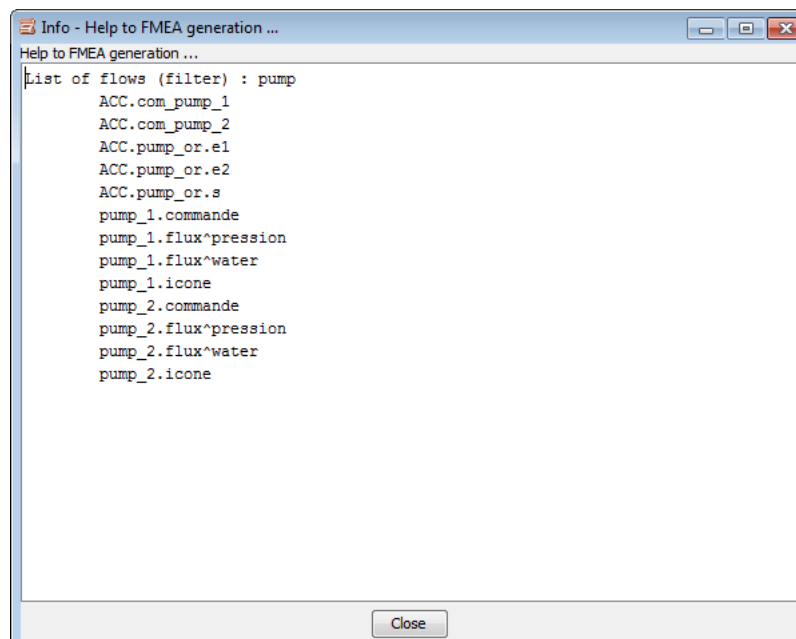 Info - Help to FMEA generation ...
Help to FMEA generation ...
List of flows (filter) : pump
ACC.com_pump_1
ACC.com_pump_2
ACC.pump_or.e1
ACC.pump_or.e2
ACC.pump_or.s
pump_1.commande
pump_1.flux^pression
pump_1.flux^water
pump_1.icone
pump_2.commande
pump_2.flux^pression
pump_2.flux^water
pump_2.icone
Close